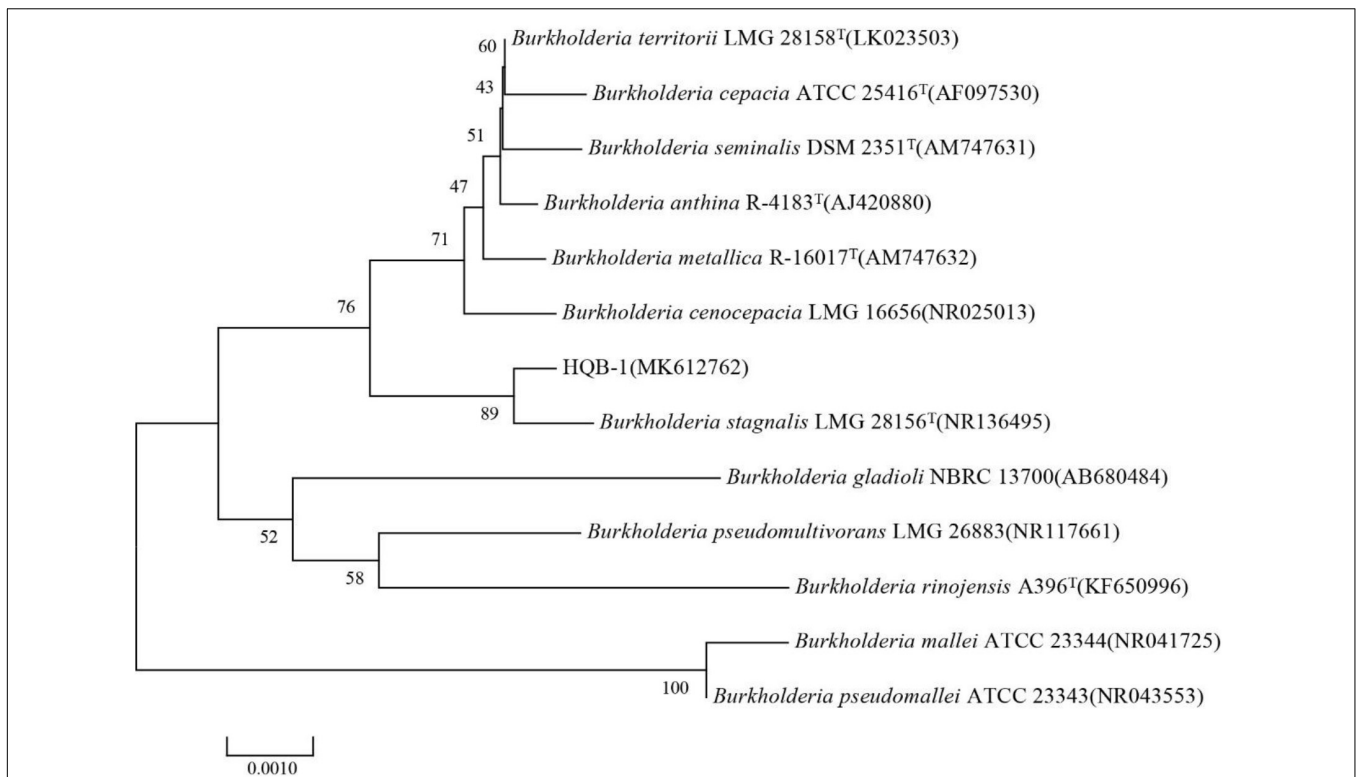 60 Burkholderia territorii LMG 28158ᵀ(LK023503)
43 Burkholderia cepacia ATCC 25416ᵀ(AF097530)
51 Burkholderia seminalis DSM 2351ᵀ(AM747631)
47 Burkholderia anthina R-4183ᵀ(AJ420880)
71 Burkholderia metallica R-16017ᵀ(AM747632)
76 Burkholderia cenocepacia LMG 16656(NR025013)
HQB-1(MK612762)
89 Burkholderia stagnalis LMG 28156ᵀ(NR136495)
Burkholderia gladioli NBRC 13700(AB680484)
52 Burkholderia pseudomultivorans LMG 26883(NR117661)
58 Burkholderia rinojensis A396ᵀ(KF650996)
Burkholderia mallei ATCC 23344(NR041725)
100 Burkholderia pseudomallei ATCC 23343(NR043553)
0.0010